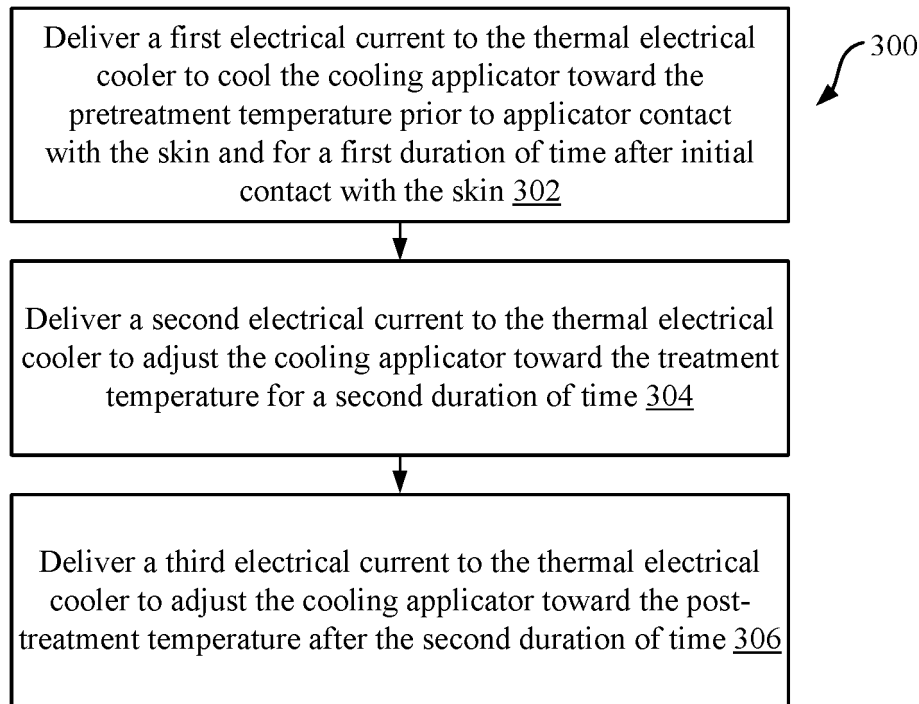 Deliver a first electrical current to the thermal electrical
cooler to cool the cooling applicator toward the
pretreatment temperature prior to applicator contact
with the skin and for a first duration of time after initial
contact with the skin 302
300
Deliver a second electrical current to the thermal electrical
cooler to adjust the cooling applicator toward the treatment
temperature for a second duration of time 304
Deliver a third electrical current to the thermal electrical
cooler to adjust the cooling applicator toward the post-
treatment temperature after the second duration of time 306